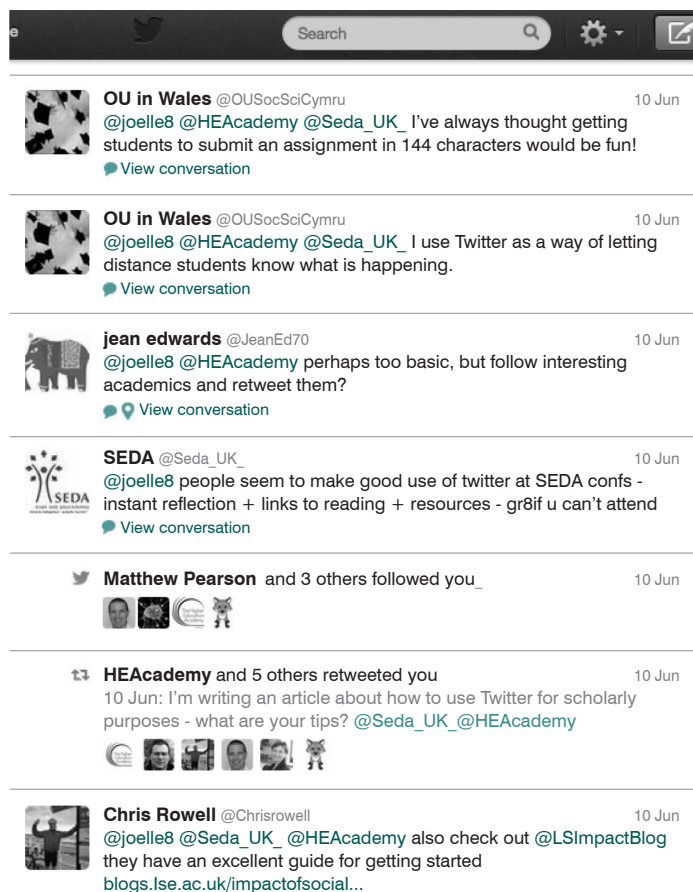 e
Search
OU in Wales @OUSocSciCymru 10 Jun
@joelle8 @HEAcademy @Seda_UK_ I've always thought getting
students to submit an assignment in 144 characters would be fun!
View conversation
OU in Wales @OUSocSciCymru 10 Jun
@joelle8 @HEAcademy @Seda_UK_ I use Twitter as a way of letting
distance students know what is happening.
View conversation
jean edwards @JeanEd70 10 Jun
@joelle8 @HEAcademy perhaps too basic, but follow interesting
academics and retweet them?
View conversation
SEDA @Seda_UK_ 10 Jun
@joelle8 people seem to make good use of twitter at SEDA confs -
instant reflection + links to reading + resources - gr8if u can't attend
SEDA
View conversation
Matthew Pearson and 3 others followed you_ 10 Jun
The Higher
Education
Academy
HEAcademy and 5 others retweeted you 10 Jun
10 Jun: I'm writing an article about how to use Twitter for scholarly
purposes - what are your tips? @Seda_UK_@HEAcademy
Chris Rowell @Chrisrowell 10 Jun
@joelle8 @Seda_UK_ @HEAcademy also check out @LSImpactBlog
they have an excellent guide for getting started
blogs.lse.ac.uk/impactofsocial...